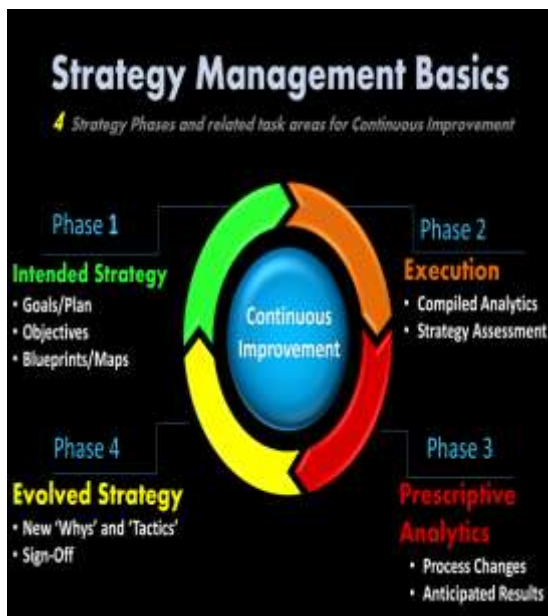 Strategy Management Basics
4 Strategy Phases and related task areas for Continuous Improvement
Phase 1
Intended Strategy
• Goals/Plan
• Objectives
• Blueprints/Maps
Phase 2
Execution
• Compiled Analytics
• Strategy Assessment
Continuous
Improvement
Phase 4
Evolved Strategy
• New 'Whys' and 'Tactics'
• Sign-Off
Phase 3
Prescriptive
Analytics
• Process Changes
• Anticipated Results